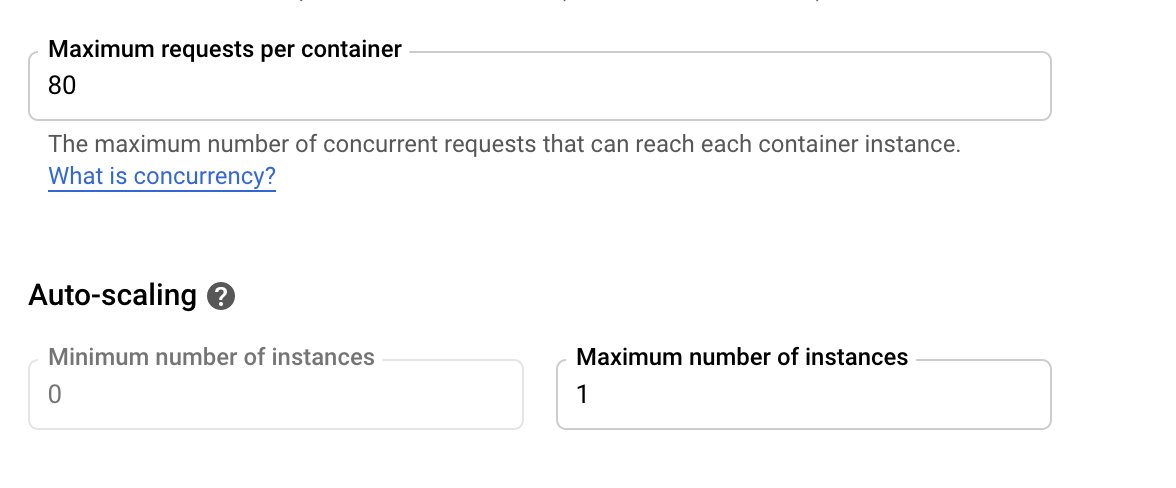 Maximum requests per container
80
The maximum number of concurrent requests that can reach each container instance.
What is concurrency?
Auto-scaling
Minimum number of instances
0
Maximum number of instances
1